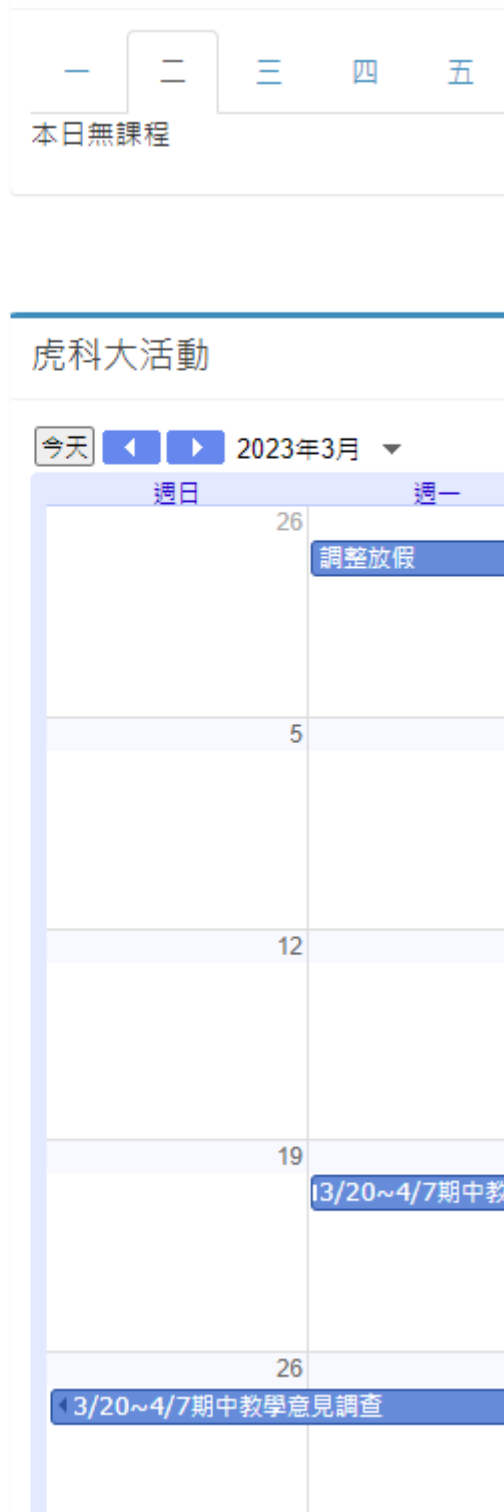 一 二 三 四 五
本日無課程
虎科大活動
今天 2023年3月
週日 週一
26
調整放假
5
12
19
3/20~4/7期中教
26
3/20~4/7期中教學意見調查